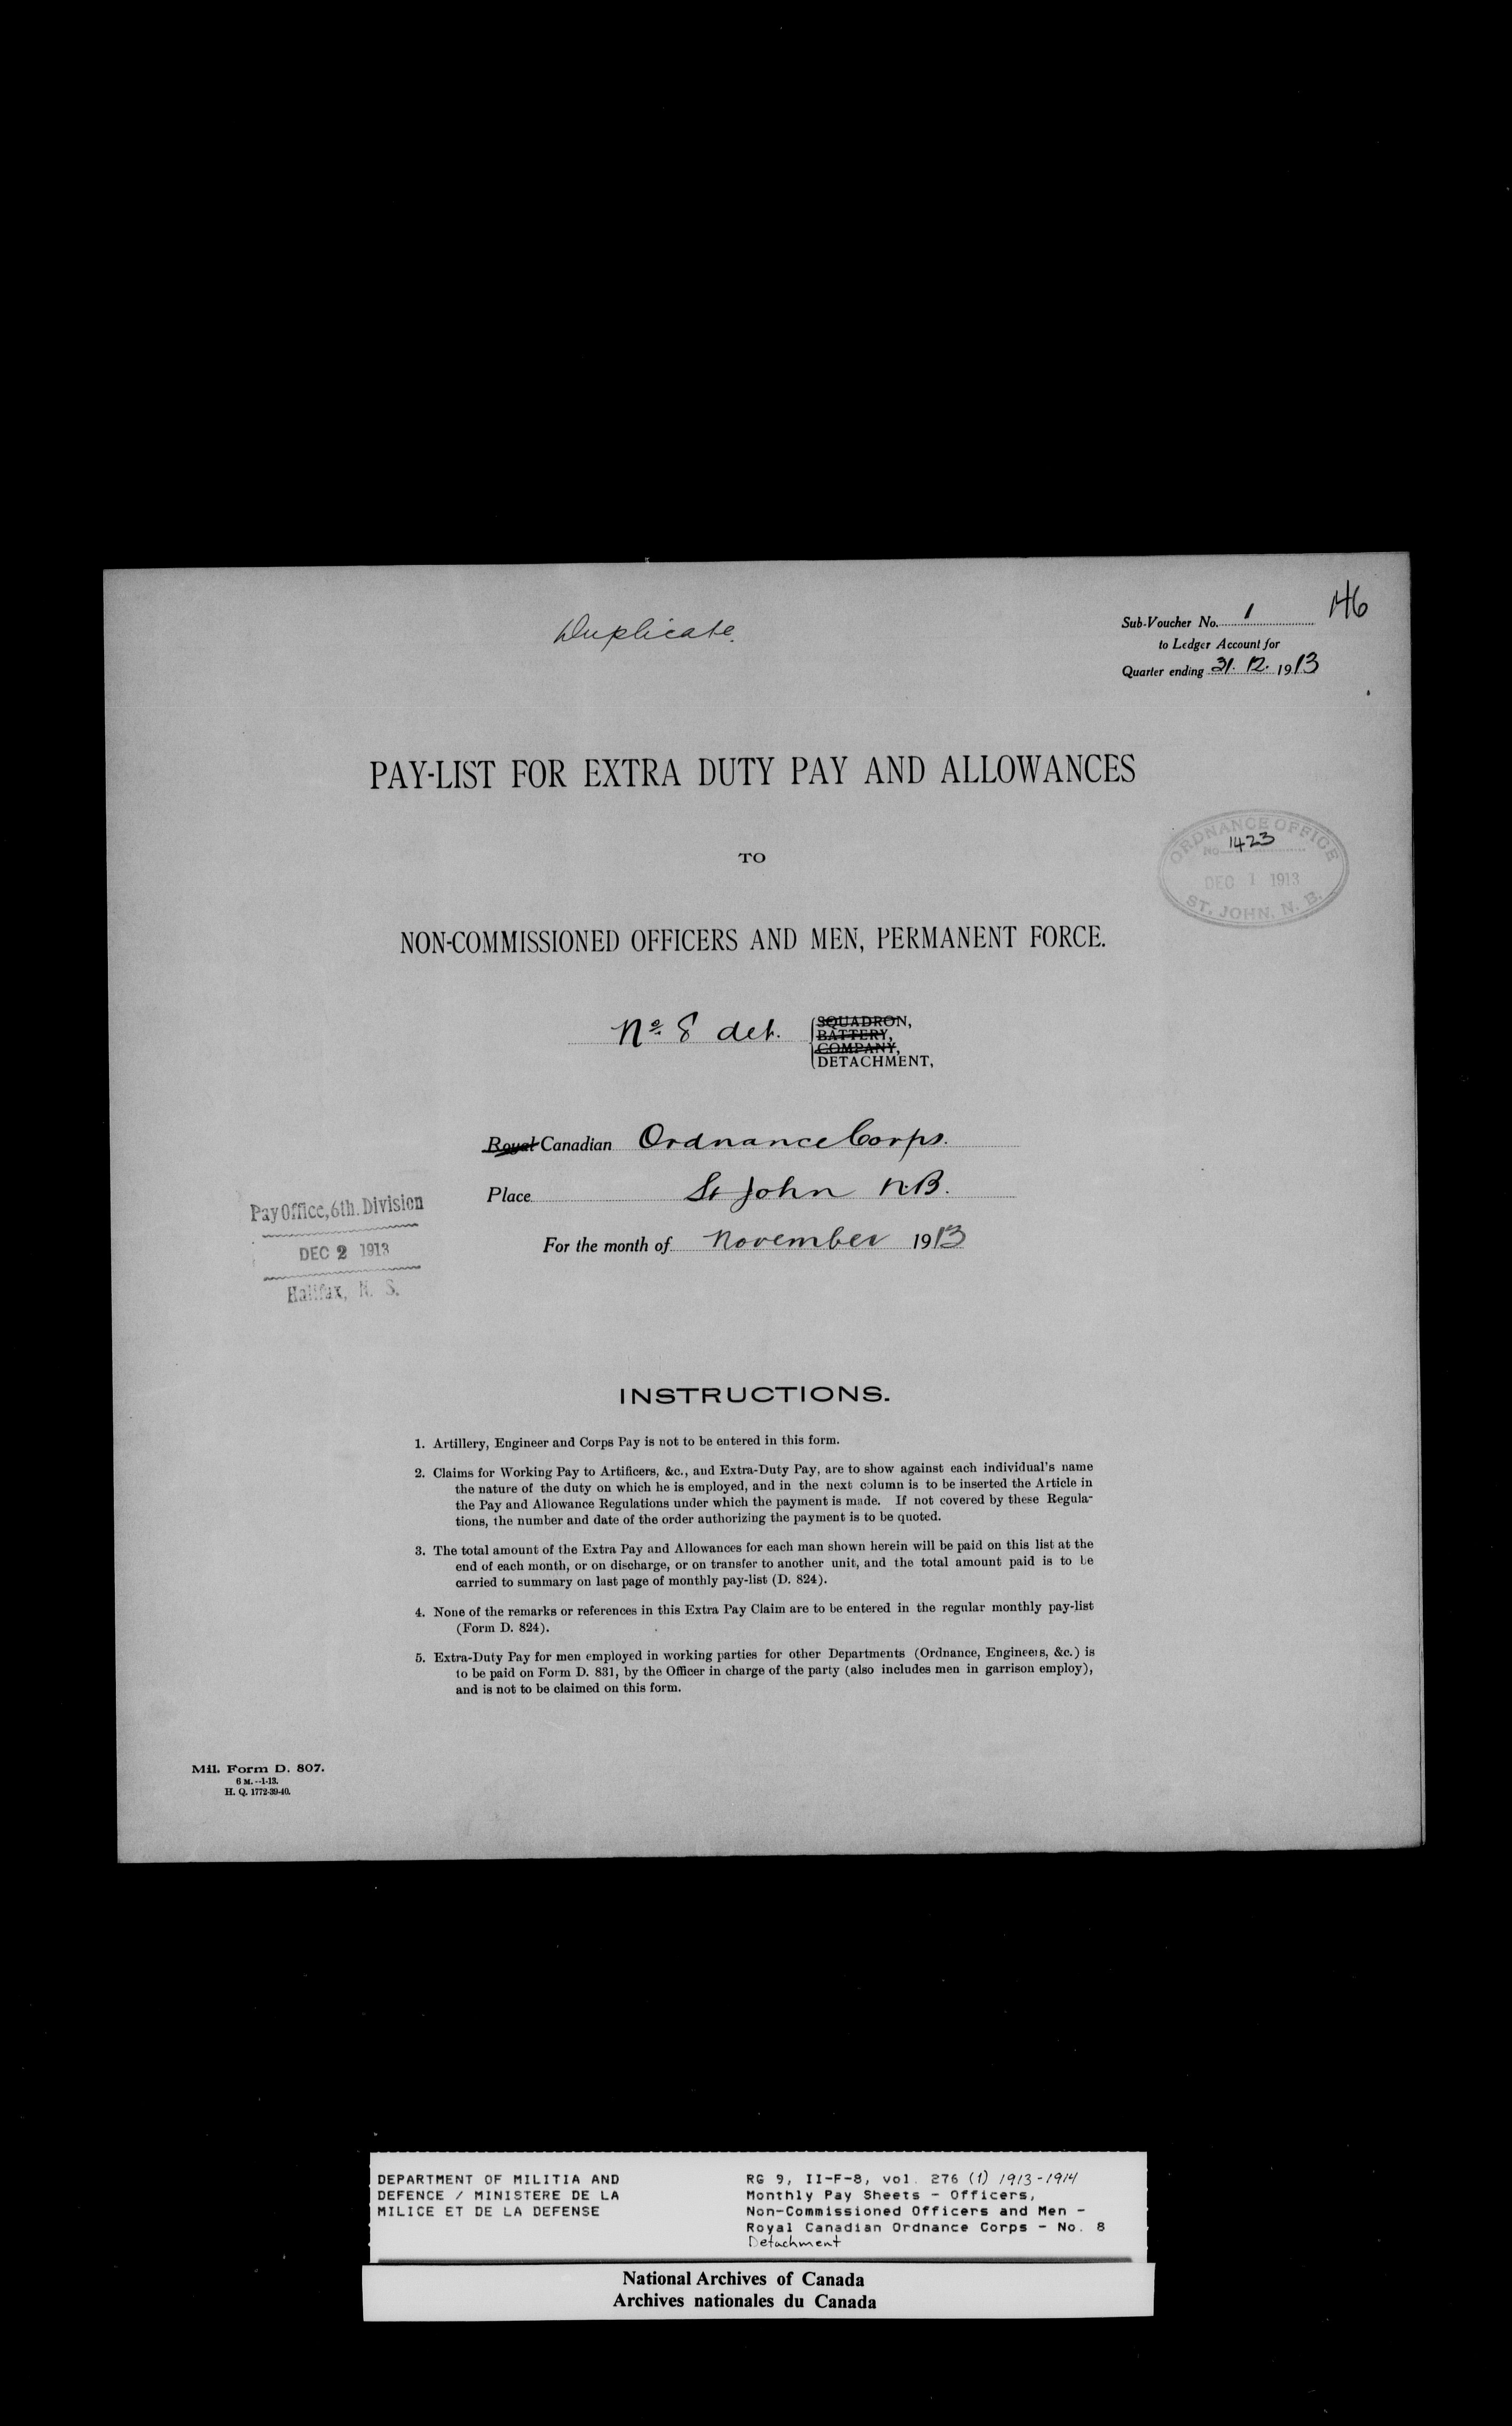 Duplicate.
146
Sub-Voucher No. 1
to Ledger Account for
Quarter ending 31. 12. 1913
PAY-LIST FOR EXTRA DUTY PAY AND ALLOWANCES
TO
ORDNANCE OFFICE
No 1423
DEC 1 1913
ST. JOHN, N. B.
NON-COMMISSIONED OFFICERS AND MEN, PERMANENT FORCE.
No. 8 det.
SQUADRON,
BATTERY,
COMPANY,
DETACHMENT,
Royal Canadian Ordnance Corps.
Place St John N.B.
For the month of November 1913
Pay Office, 6th. Division
DEC 2 1913
Halifax, N. S.
INSTRUCTIONS.
1. Artillery, Engineer and Corps Pay is not to be entered in this form.
2. Claims for Working Pay to Artificers, &c., and Extra-Duty Pay, are to show against each individual's name
the nature of the duty on which he is employed, and in the next column is to be inserted the Article in
the Pay and Allowance Regulations under which the payment is made. If not covered by these Regula-
tions, the number and date of the order authorizing the payment is to be quoted.
3. The total amount of the Extra Pay and Allowances for each man shown herein will be paid on this list at the
end of each month, or on discharge, or on transfer to another unit, and the total amount paid is to be
carried to summary on last page of monthly pay-list (D. 824).
4. None of the remarks or references in this Extra Pay Claim are to be entered in the regular monthly pay-list
(Form D. 824).
5. Extra-Duty Pay for men employed in working parties for other Departments (Ordnance, Engineers, &c.) is
to be paid on Form D. 831, by the Officer in charge of the party (also includes men in garrison employ),
and is not to be claimed on this form.
Mil. Form D. 807.
6 M.--1-13.
H. Q. 1772-39-40.
DEPARTMENT OF MILITIA AND
DEFENCE / MINISTERE DE LA
MILICE ET DE LA DEFENSE
RG 9, II-F-8, vol. 276 (1) 1913-1914
Monthly Pay Sheets - Officers,
Non-Commissioned Officers and Men -
Royal Canadian Ordnance Corps - No. 8
Detachment
National Archives of Canada
Archives nationales du Canada